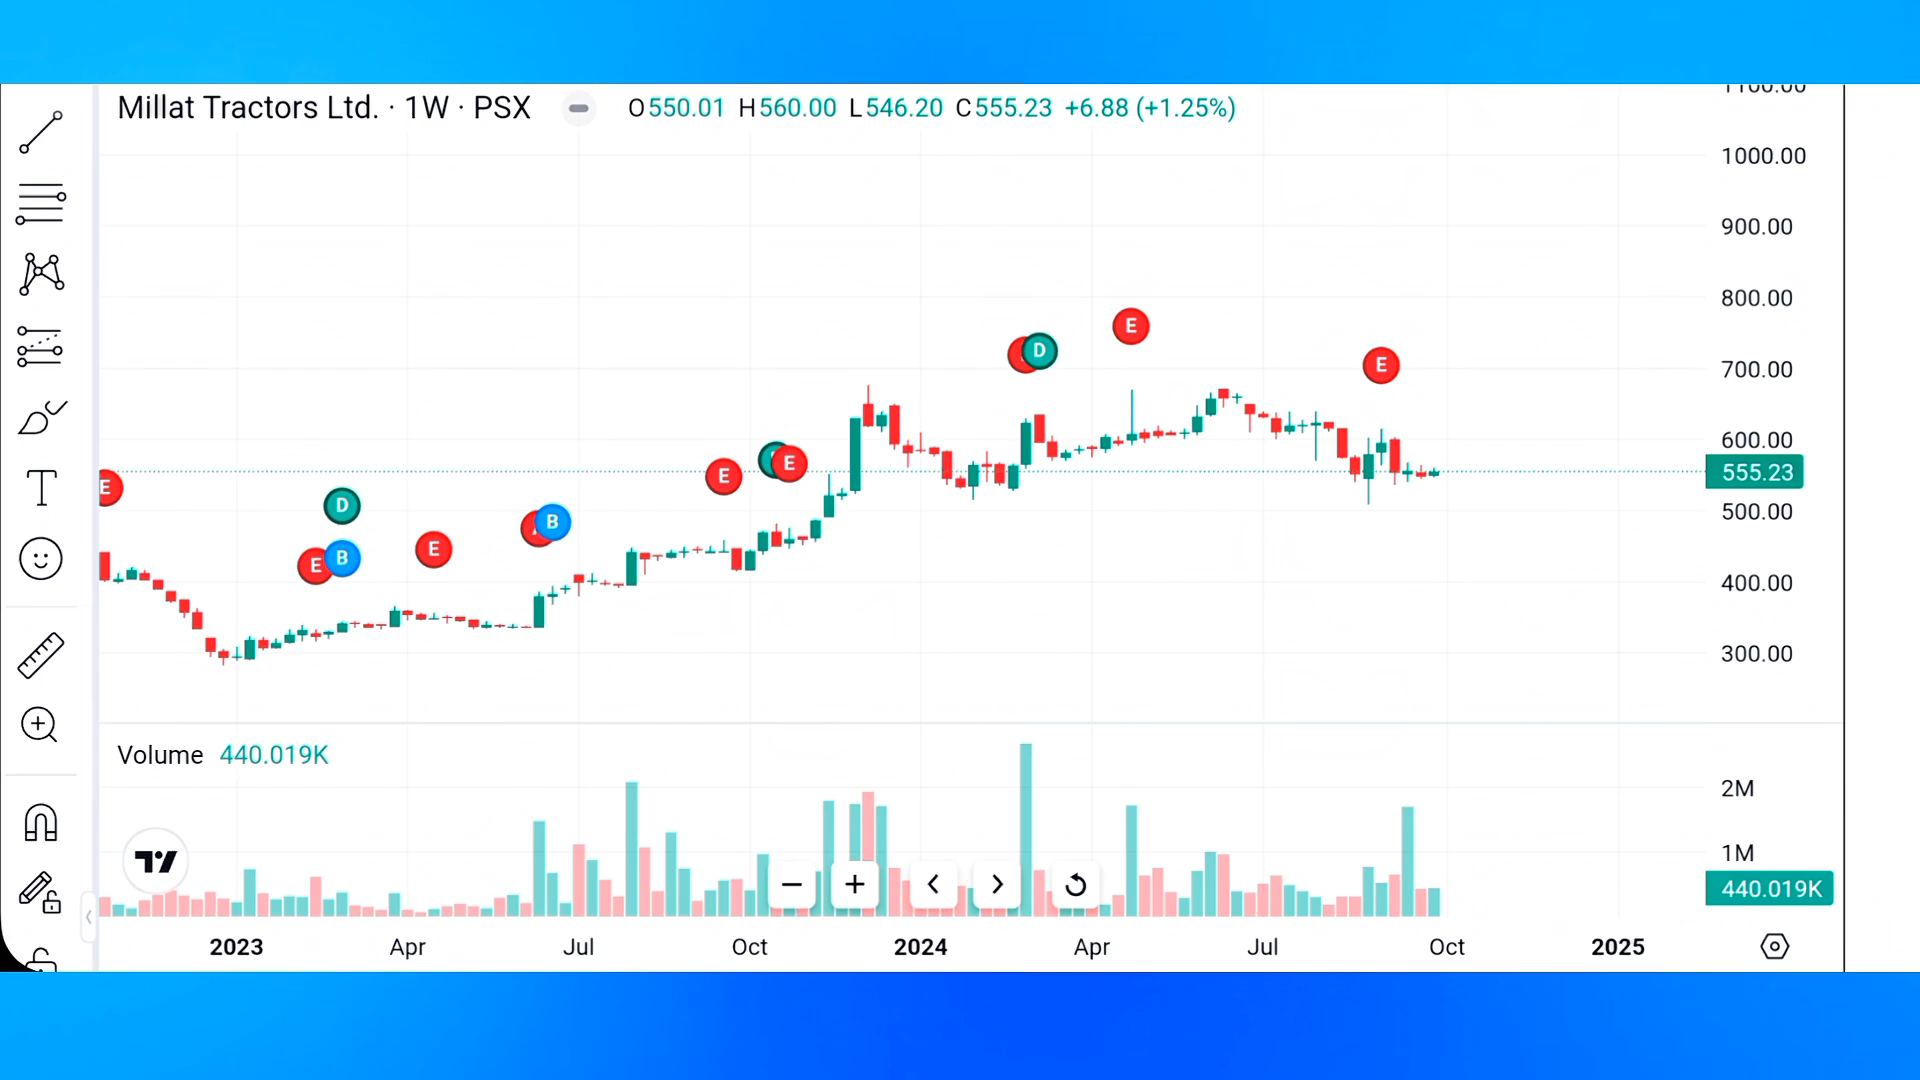 Millat Tractors Ltd. · 1W · PSX O550.01 H560.00 L546.20 C555.23 +6.88 (+1.25%)
1100.00
1000.00
900.00
800.00
700.00
600.00
555.23
500.00
400.00
300.00
E
D
E
B
E
B
E
E
D
E
E
T
Volume 440.019K
2M
1M
440.019K
2023 Apr Jul Oct 2024 Apr Jul Oct 2025